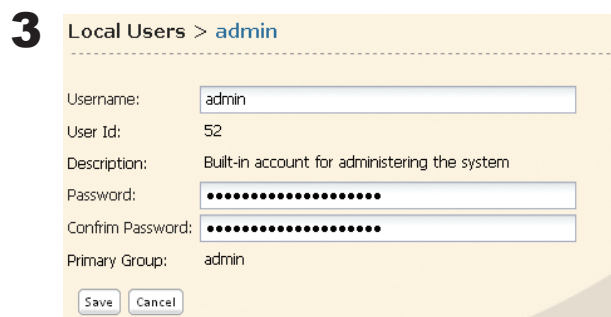 3
Local Users > admin
Username: admin
User Id: 52
Description: Built-in account for administering the system
Password: ••••••••••••••••••••
Confrim Password: ••••••••••••••••••••
Primary Group: admin
Save Cancel